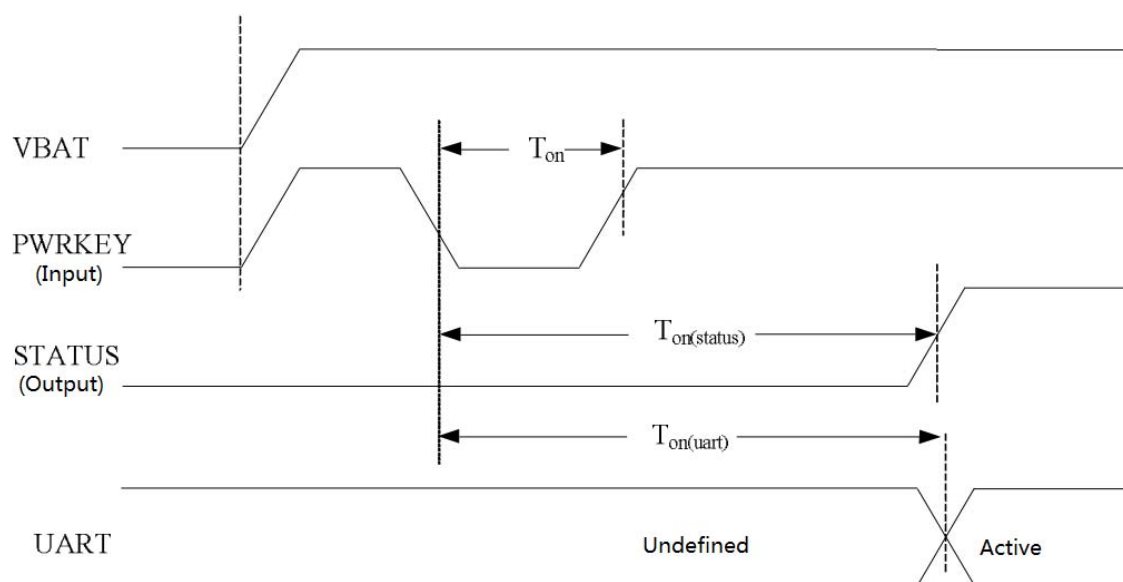 VBAT
Ton
PWRKEY
(Input)
Ton(status)
STATUS
(Output)
Ton(uart)
UART
Undefined
Active